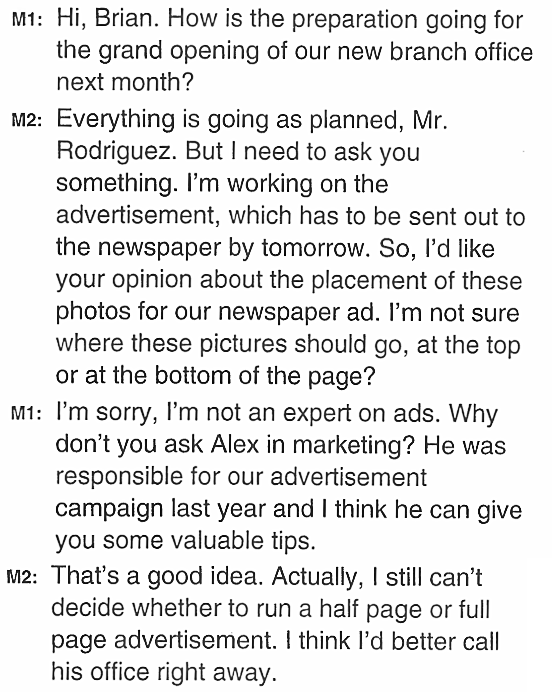 M1: Hi, Brian. How is the preparation going for
the grand opening of our new branch office
next month?
M2: Everything is going as planned, Mr.
Rodriguez. But I need to ask you
something. I'm working on the
advertisement, which has to be sent out to
the newspaper by tomorrow. So, I'd like
your opinion about the placement of these
photos for our newspaper ad. I'm not sure
where these pictures should go, at the top
or at the bottom of the page?
M1: I'm sorry, I'm not an expert on ads. Why
don't you ask Alex in marketing? He was
responsible for our advertisement
campaign last year and I think he can give
you some valuable tips.
M2: That's a good idea. Actually, I still can't
decide whether to run a half page or full
page advertisement. I think I'd better call
his office right away.